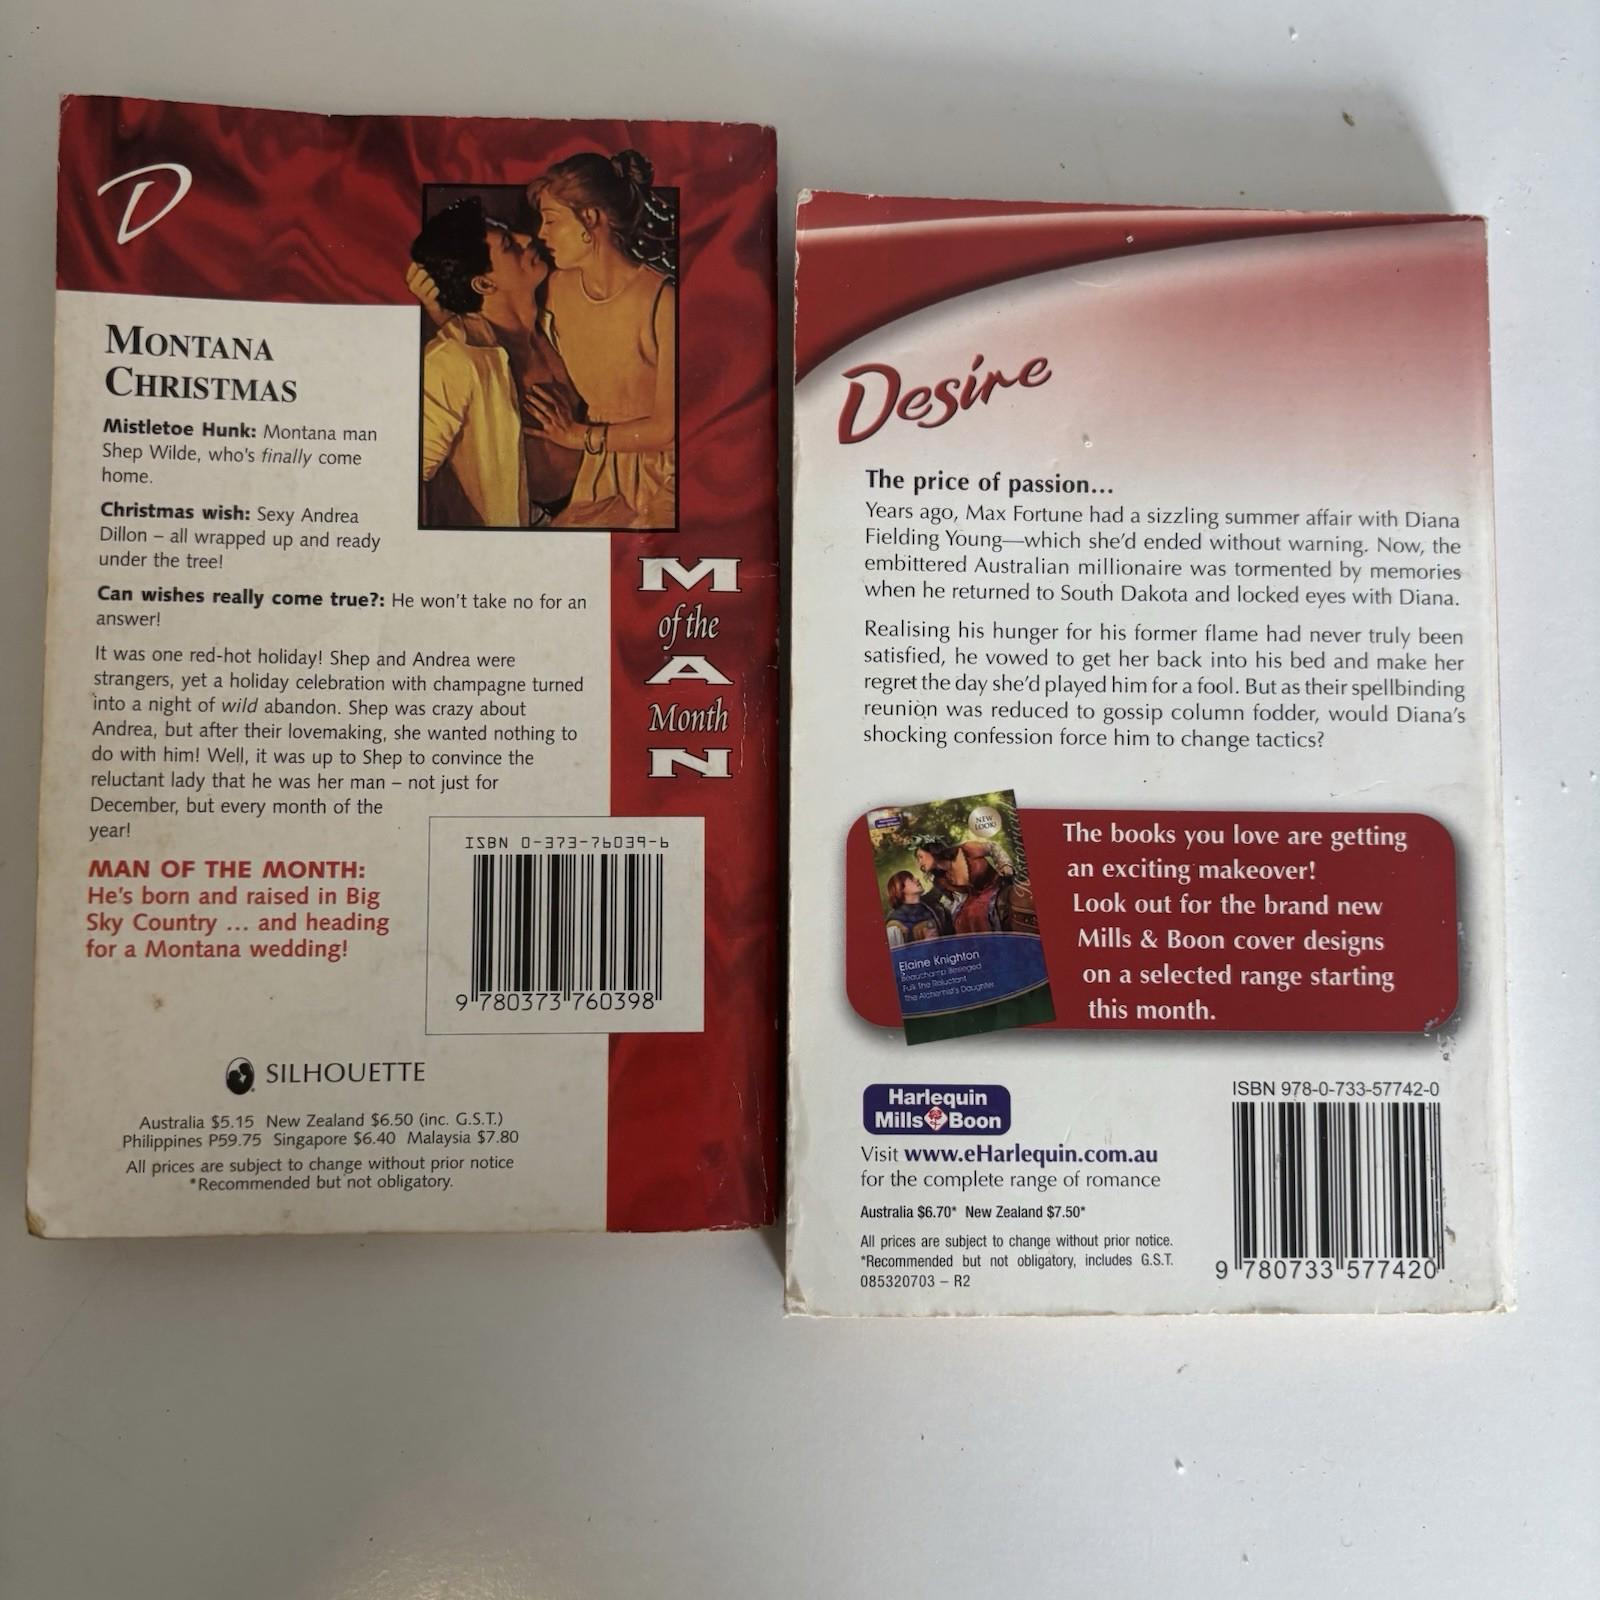 D
MONTANA
CHRISTMAS
Mistletoe Hunk: Montana man
Shep Wilde, who's finally come
home.
Christmas wish: Sexy Andrea
Dillon – all wrapped up and ready
under the tree!
Can wishes really come true?: He won't take no for an
answer!
It was one red-hot holiday! Shep and Andrea were
strangers, yet a holiday celebration with champagne turned
into a night of wild abandon. Shep was crazy about
Andrea, but after their lovemaking, she wanted nothing to
do with him! Well, it was up to Shep to convince the
reluctant lady that he was her man – not just for
December, but every month of the
year!
MAN OF THE MONTH:
He's born and raised in Big
Sky Country ... and heading
for a Montana wedding!
M
of the
A
Month
N
ISBN 0-373-76039-6
9 780373 760398
SILHOUETTE
Australia $5.15 New Zealand $6.50 (inc. G.S.T.)
Philippines P59.75 Singapore $6.40 Malaysia $7.80
All prices are subject to change without prior notice
*Recommended but not obligatory.
Desire
The price of passion...
Years ago, Max Fortune had a sizzling summer affair with Diana
Fielding Young—which she'd ended without warning. Now, the
embittered Australian millionaire was tormented by memories
when he returned to South Dakota and locked eyes with Diana.
Realising his hunger for his former flame had never truly been
satisfied, he vowed to get her back into his bed and make her
regret the day she'd played him for a fool. But as their spellbinding
reunion was reduced to gossip column fodder, would Diana's
shocking confession force him to change tactics?
NEW
LOOK!
Elaine Knighton
Beauchamp Besieged
Fulk The Reluctant
The Alchemist's Daughter
The books you love are getting
an exciting makeover!
Look out for the brand new
Mills & Boon cover designs
on a selected range starting
this month.
Harlequin
Mills Boon
Visit www.eHarlequin.com.au
for the complete range of romance
Australia $6.70* New Zealand $7.50*
All prices are subject to change without prior notice.
*Recommended but not obligatory, includes G.S.T.
085320703 – R2
ISBN 978-0-733-57742-0
9 780733 577420